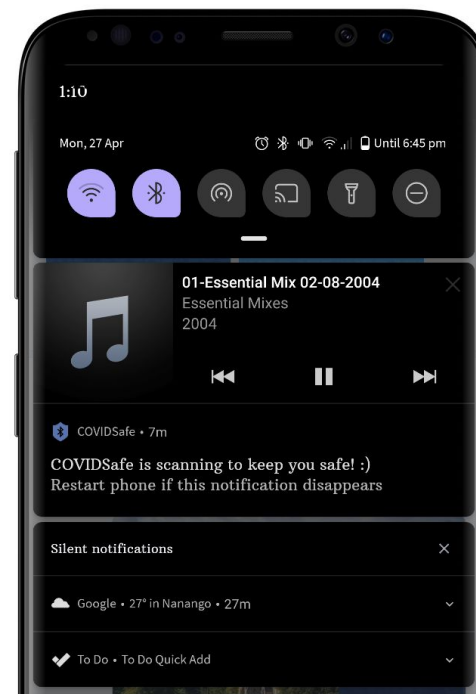 1:10
Mon, 27 Apr Until 6:45 pm
01-Essential Mix 02-08-2004
Essential Mixes
2004
COVIDSafe • 7m
COVIDSafe is scanning to keep you safe! :)
Restart phone if this notification disappears
Silent notifications
Google • 27° in Nanango • 27m
To Do • To Do Quick Add